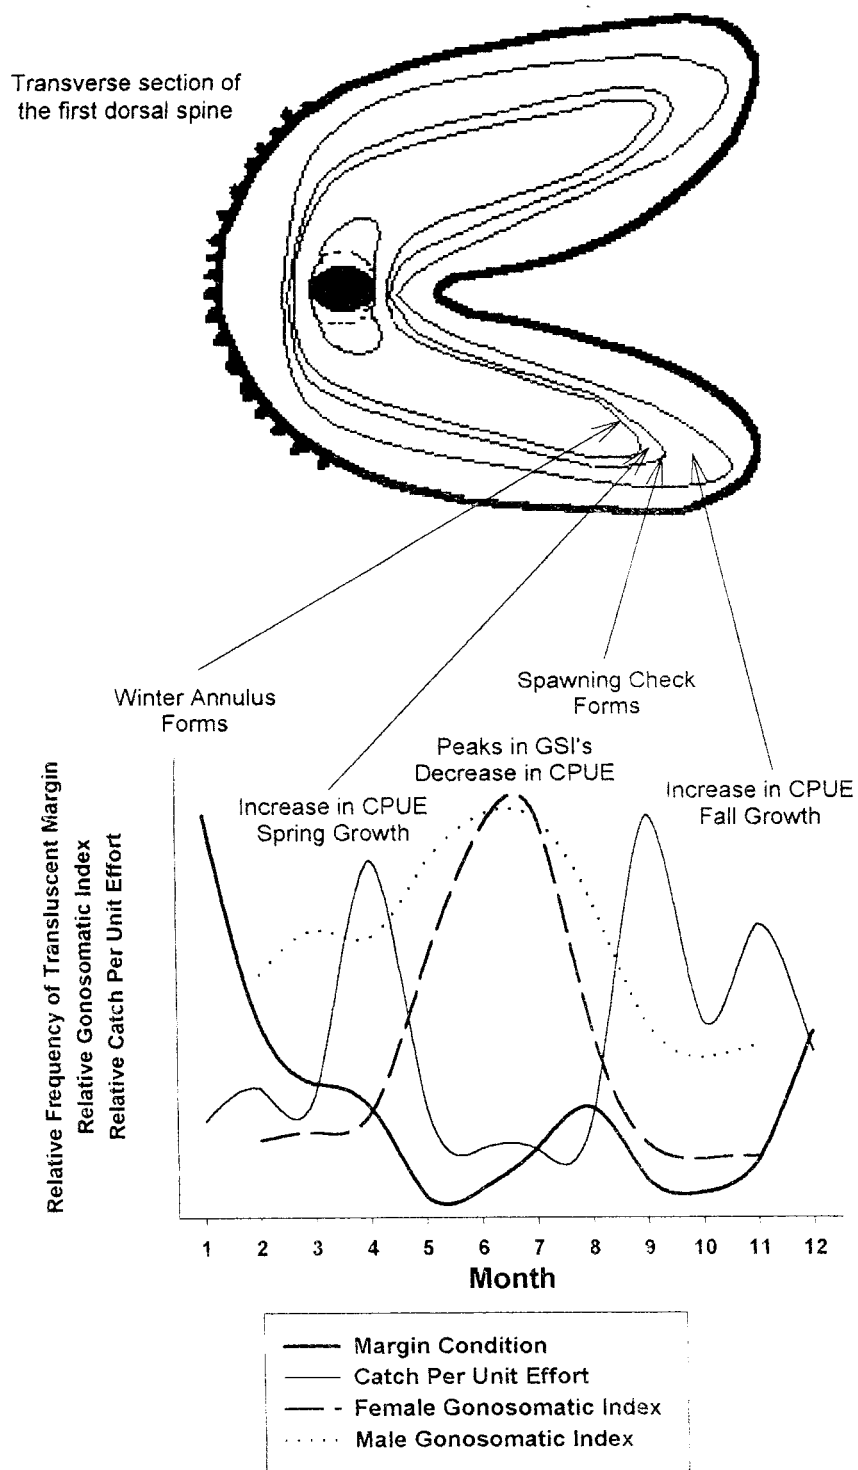 Transverse section of
the first dorsal spine
Winter Annulus
Forms
Spawning Check
Forms
Peaks in GSI's
Decrease in CPUE
Increase in CPUE
Spring Growth
Increase in CPUE
Fall Growth
Relative Frequency of Transluscent Margin
Relative Gonosomatic Index
Relative Catch Per Unit Effort
1 2 3 4 5 6 7 8 9 10 11 12
Month
Margin Condition
Catch Per Unit Effort
Female Gonosomatic Index
Male Gonosomatic Index